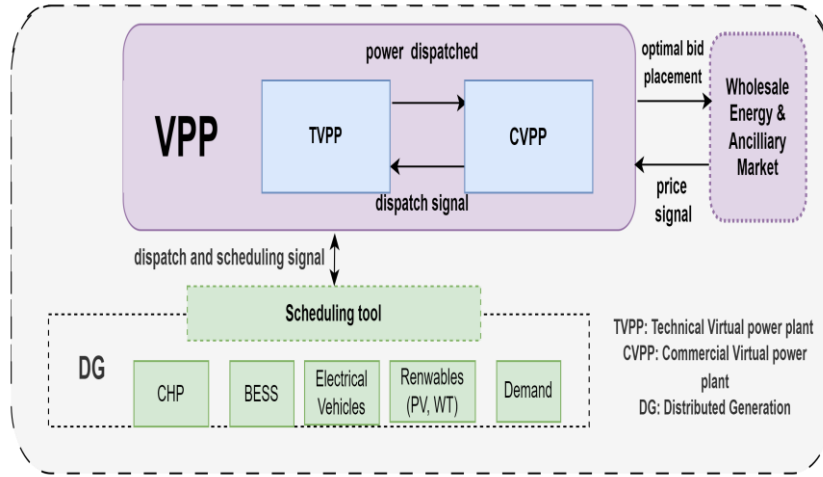 power dispatched
optimal bid
placement
VPP
TVPP
CVPP
Wholesale
Energy &
Ancilliary
Market
dispatch signal
price
signal
dispatch and scheduling signal
Scheduling tool
DG
CHP
BESS
Electrical
Vehicles
Renwables
(PV, WT)
Demand
TVPP: Technical Virtual power plant
CVPP: Commercial Virtual power
plant
DG: Distributed Generation